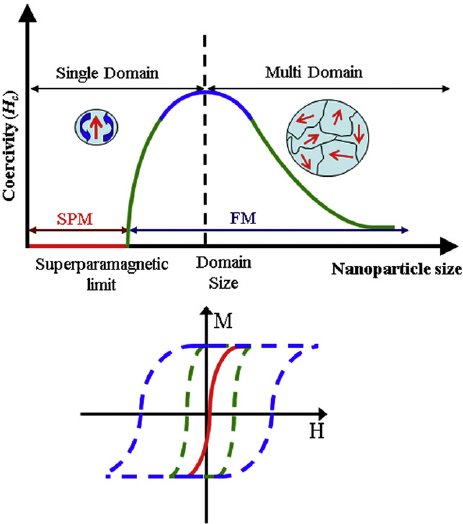 Coercivity (Hc)
Single Domain
Multi Domain
SPM
FM
Superparamagnetic
limit
Domain
Size
Nanoparticle size
M
H